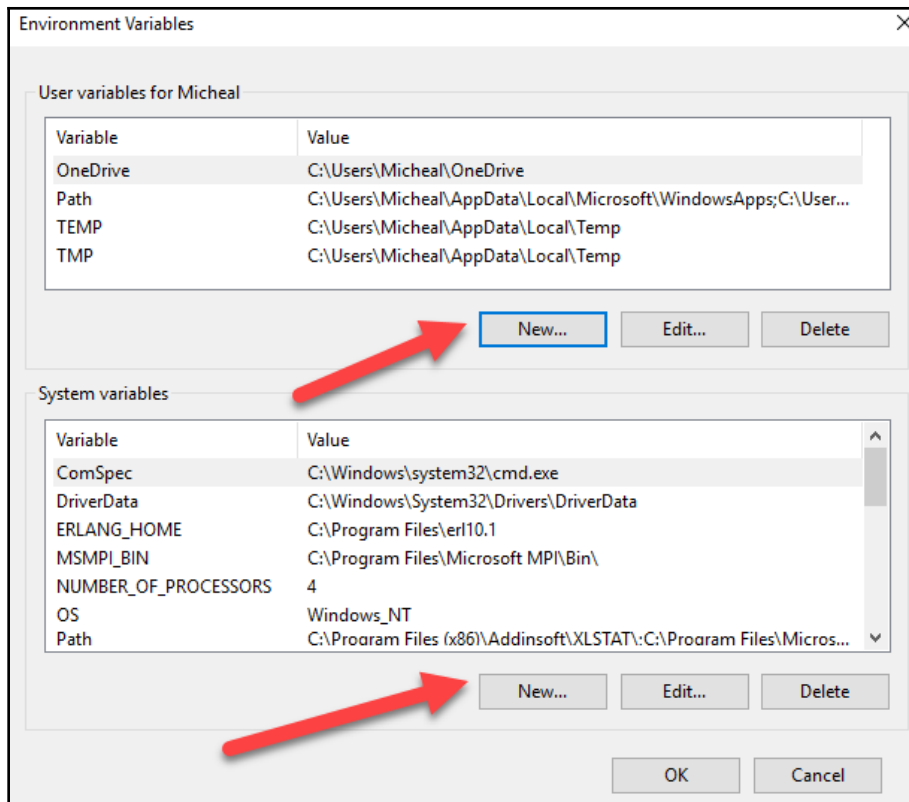 Environment Variables
User variables for Micheal
Variable Value
OneDrive C:\Users\Micheal\OneDrive
Path C:\Users\Micheal\AppData\Local\Microsoft\WindowsApps;C:\User...
TEMP C:\Users\Micheal\AppData\Local\Temp
TMP C:\Users\Micheal\AppData\Local\Temp
New... Edit... Delete
System variables
Variable Value
ComSpec C:\Windows\system32\cmd.exe
DriverData C:\Windows\System32\Drivers\DriverData
ERLANG_HOME C:\Program Files\erl10.1
MSMPI_BIN C:\Program Files\Microsoft MPI\Bin\
NUMBER_OF_PROCESSORS 4
OS Windows_NT
Path C:\Program Files (x86)\Addinsoft\XLSTAT\;C:\Program Files\Micros...
New... Edit... Delete
OK Cancel